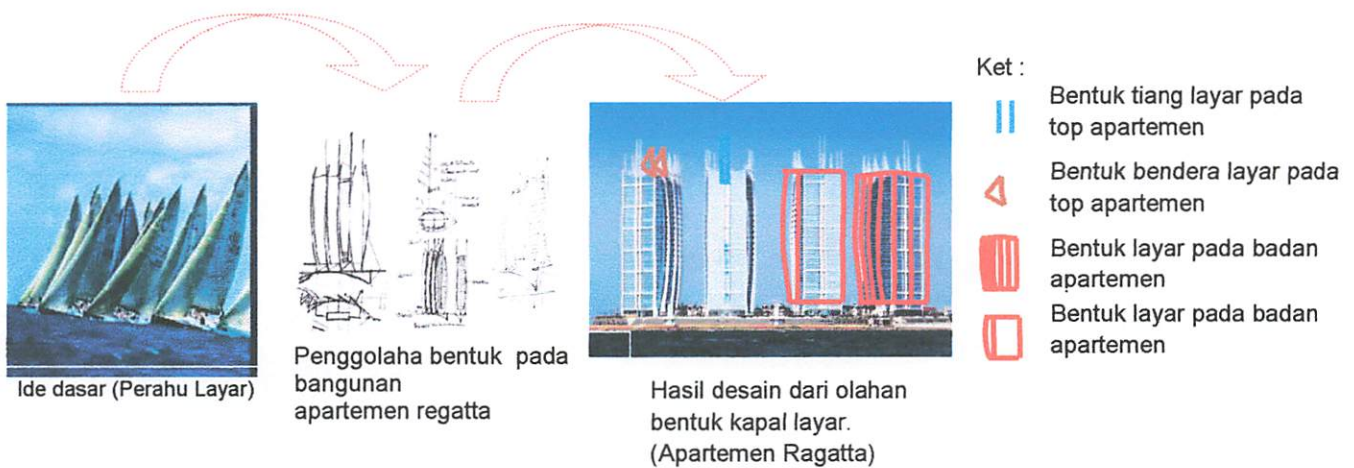 Ide dasar (Perahu Layar)
Penggolaha bentuk pada
bangunan
apartemen regatta
Hasil desain dari olahan
bentuk kapal layar.
(Apartemen Ragatta)
Ket :
Bentuk tiang layar pada
top apartemen
Bentuk bendera layar pada
top apartemen
Bentuk layar pada badan
apartemen
Bentuk layar pada badan
apartemen